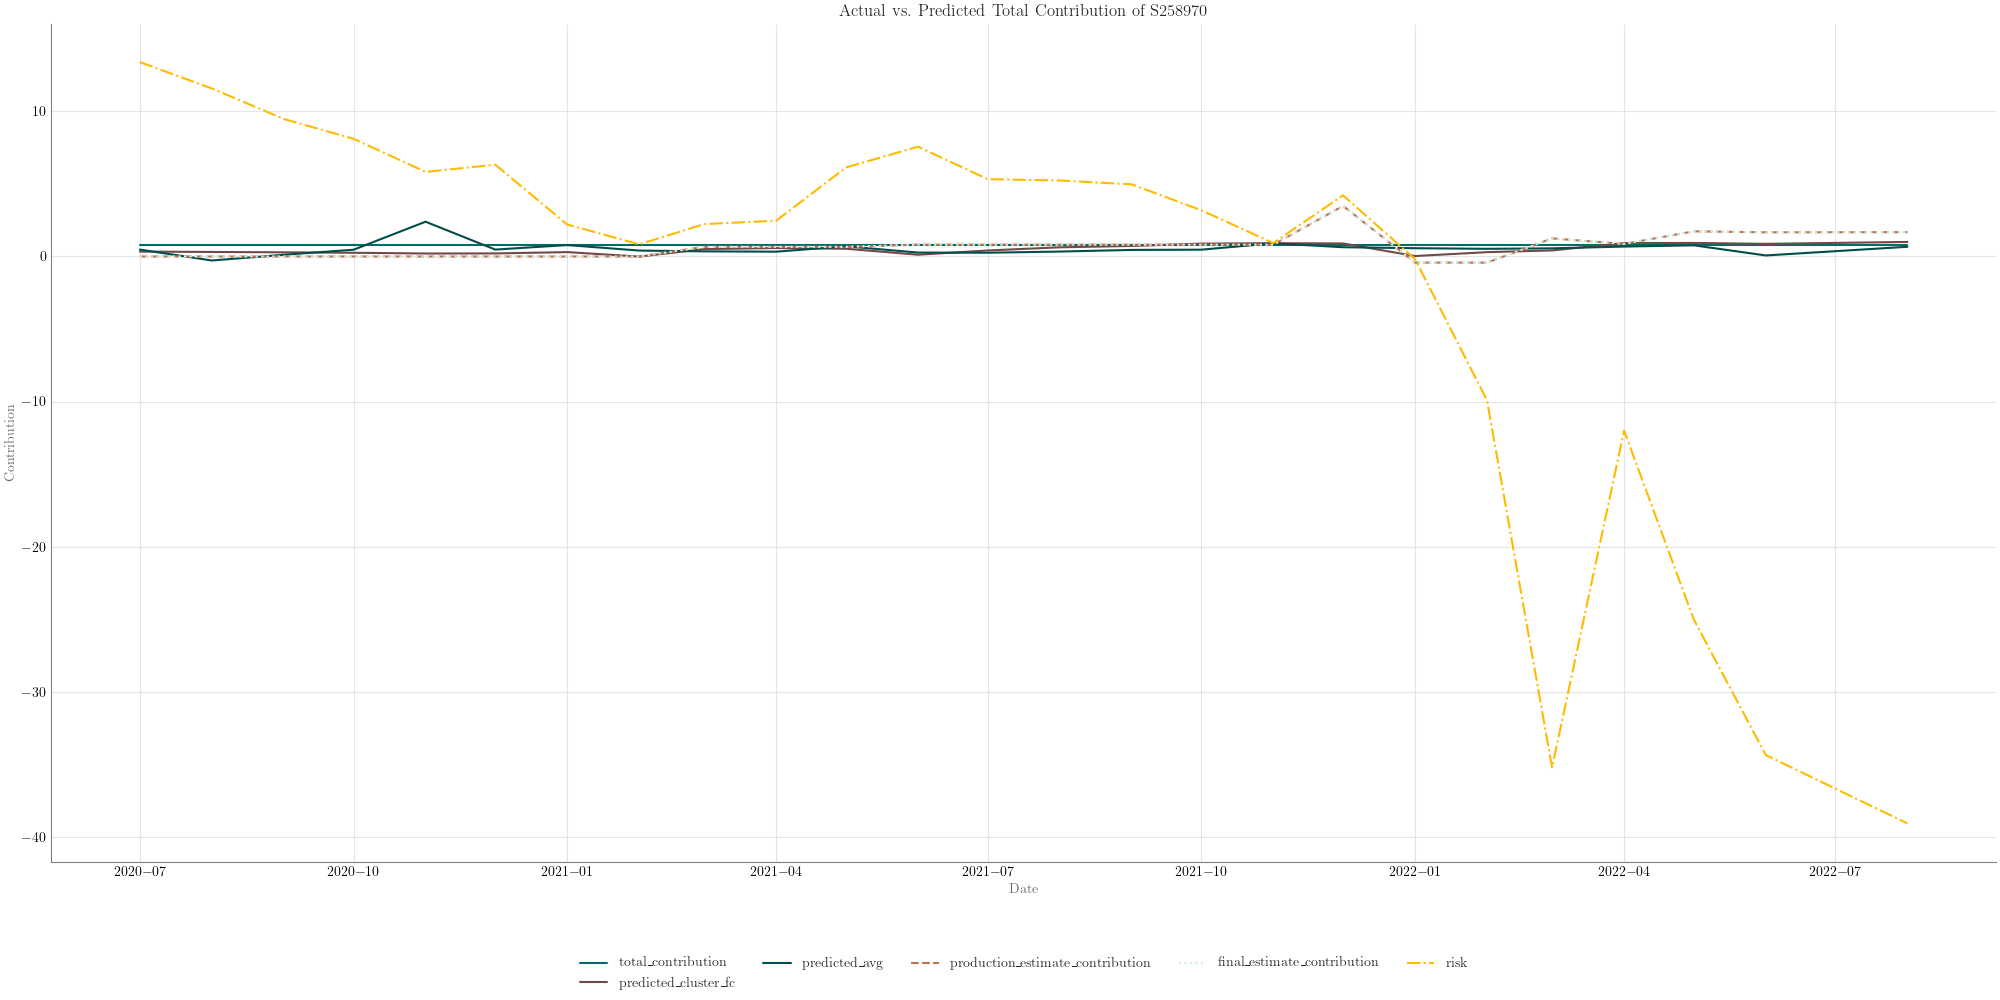 Actual vs. Predicted Total Contribution of S258970
Contribution
10
0
−10
−20
−30
−40
2020−07
2020−10
2021−01
2021−04
2021−07
2021−10
2022−01
2022−04
2022−07
Date
total_contribution
predicted_cluster_fc
predicted_avg
production_estimate_contribution
final_estimate_contribution
risk